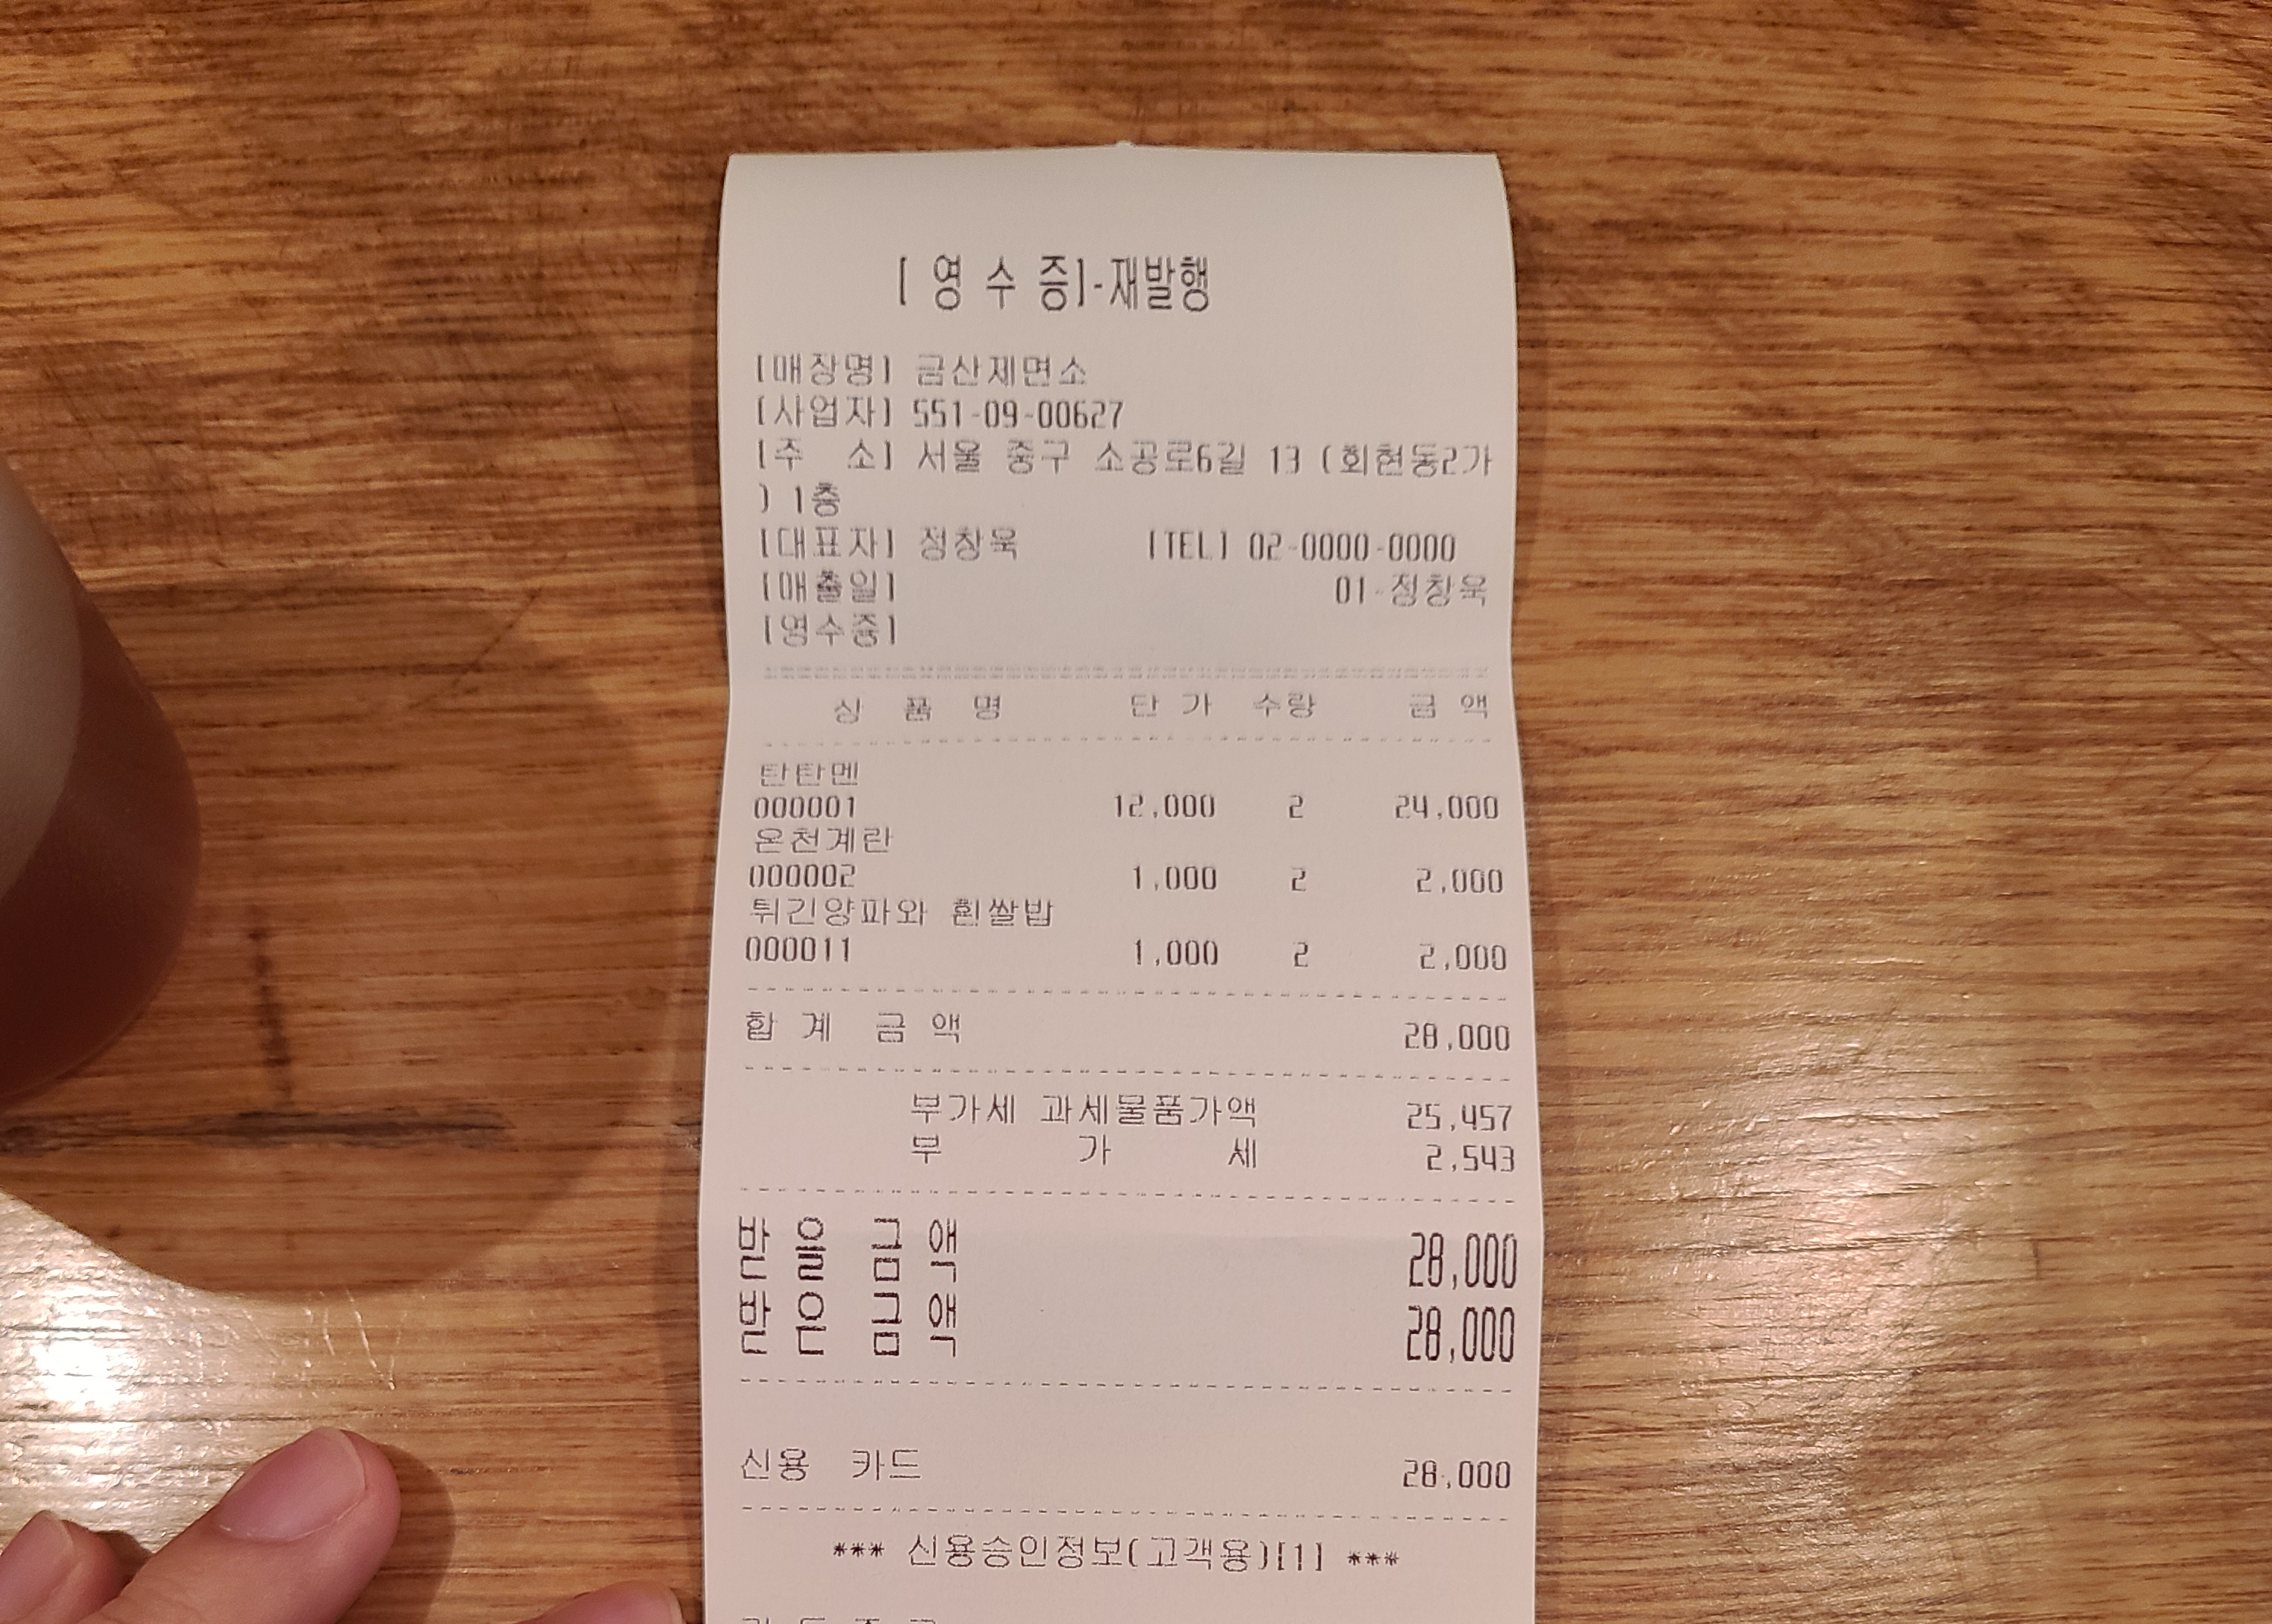 [ 영 수 증]-재발행
[매장명] 금산제면소
[사업자] 551-09-00627
[주 소] 서울 중구 소공로6길 13 (회현동2가
) 1층
[대표자] 정창욱 [TEL] 02-0000-0000
[매출일] 01-정창욱
[영수증]
상 품 명 단 가 수량 금 액
탄탄멘
000001 12,000 2 24,000
온천계란
000002 1,000 2 2,000
튀긴양파와 흰쌀밥
000011 1,000 2 2,000
합 계 금 액 28,000
부가세 과세물품가액 25,457
부 가 세 2,543
받 을 금 액 28,000
받 은 금 액 28,000
신용 카드 28,000
*** 신용승인정보(고객용)[1] ***